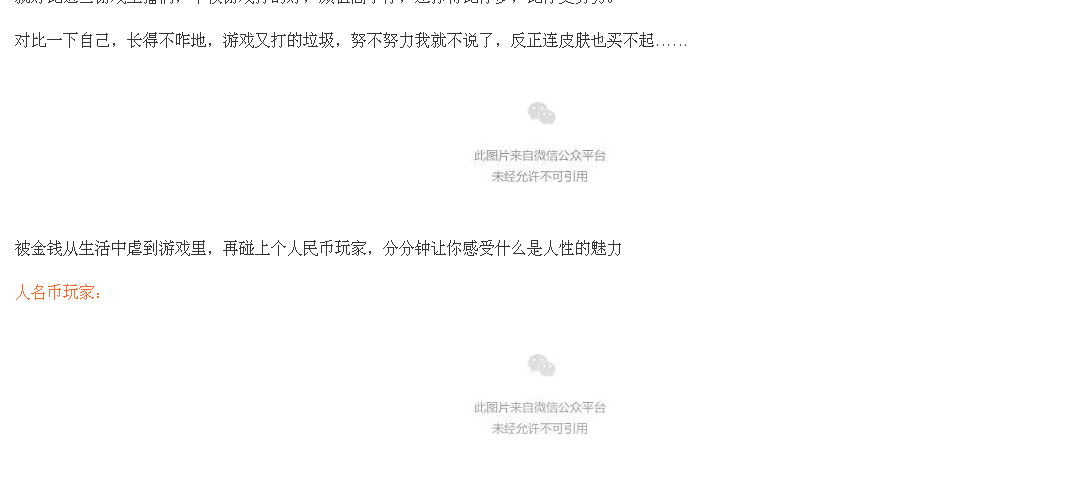 对比一下自己，长得不咋地，游戏又打的垃圾，努不努力我就不说了，反正连皮肤也买不起……
此图片来自微信公众平台
未经允许不可引用
被金钱从生活中虐到游戏里，再碰上个人民币玩家，分分钟让你感受什么是人性的魅力
人名币玩家：
此图片来自微信公众平台
未经允许不可引用